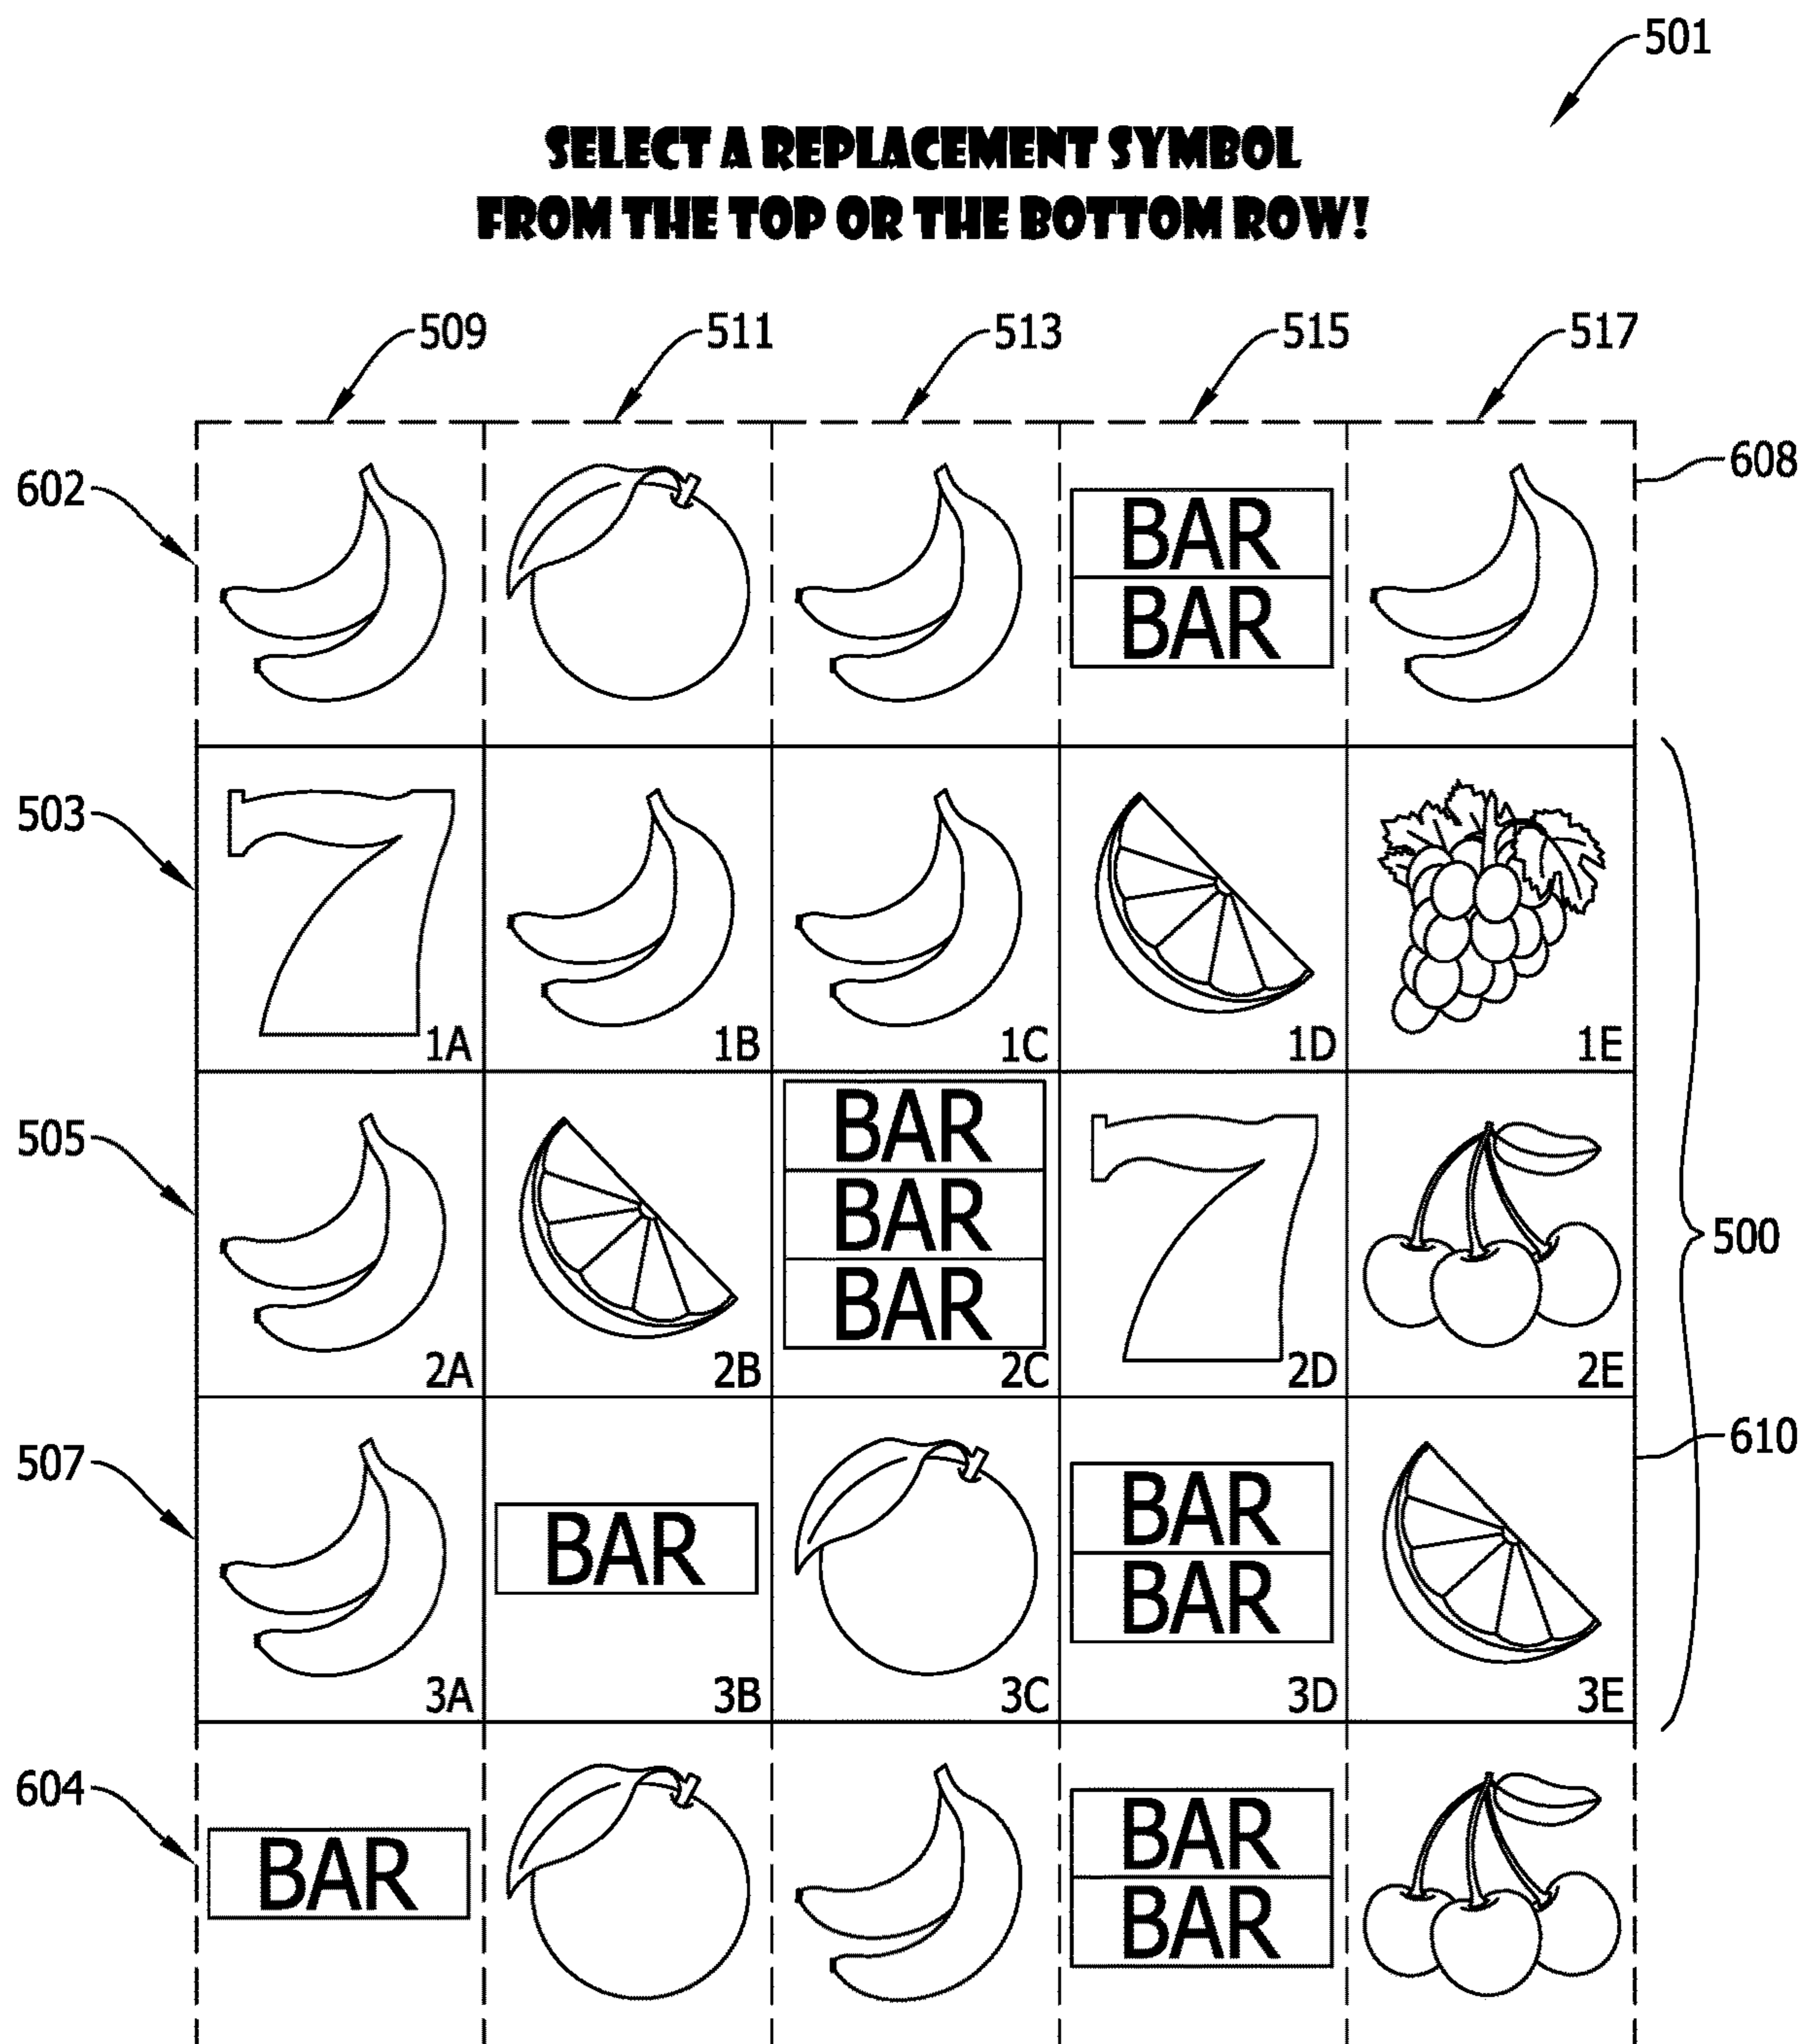 501
SELECT A REPLACEMENT SYMBOL
FROM THE TOP OR THE BOTTOM ROW!
509 511 513 515 517
602
608
BAR
BAR
503
7
1A 1B 1C 1D 1E
505
BAR
BAR
BAR
7
500
2A 2B 2C 2D 2E
507
610
BAR
BAR
BAR
3A 3B 3C 3D 3E
604
BAR
BAR
BAR